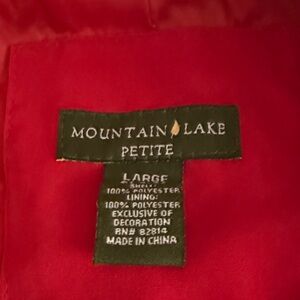 MOUNTAIN LAKE
PETITE
LARGE
SHELL:
100% POLYESTER
LINING:
100% POLYESTER
EXCLUSIVE OF
DECORATION
RN# 82814
MADE IN CHINA